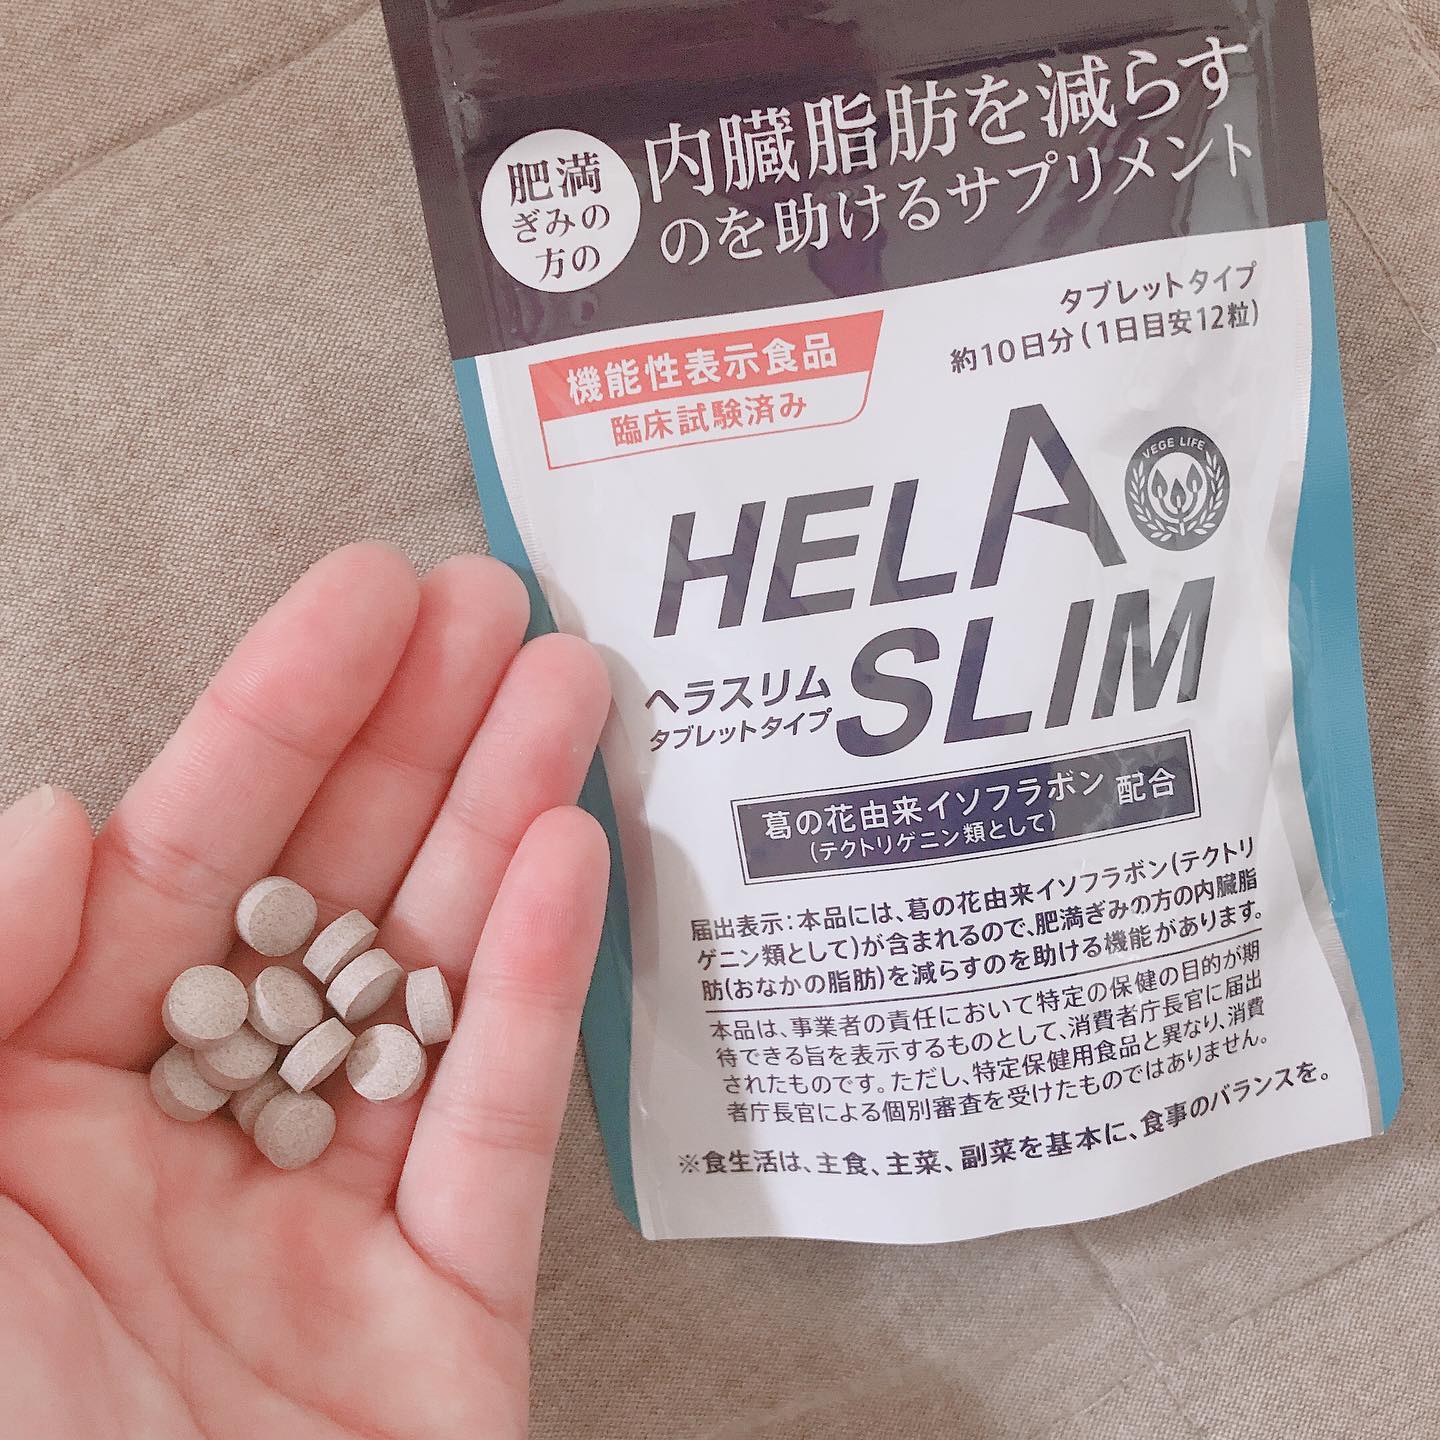 肥満
ぎみの
方の
内臓脂肪を減らす
のを助けるサプリメント
タブレットタイプ
約10日分(1日目安12粒)
機能性表示食品
臨床試験済み
HELA
VEGE LIFE
SLIM
ヘラスリム
タブレットタイプ
葛の花由来イソフラボン 配合
(テクトリゲニン類として)
届出表示:本品には、葛の花由来イソフラボン(テクトリ
ゲニン類として)が含まれるので、肥満ぎみの方の内臓脂
肪(おなかの脂肪)を減らすのを助ける機能があります。
本品は、事業者の責任において特定の保健の目的が期
待できる旨を表示するものとして、消費者庁長官に届出
されたものです。ただし、特定保健用食品と異なり、消費
者庁長官による個別審査を受けたものではありません。
※食生活は、主食、主菜、副菜を基本に、食事のバランスを。